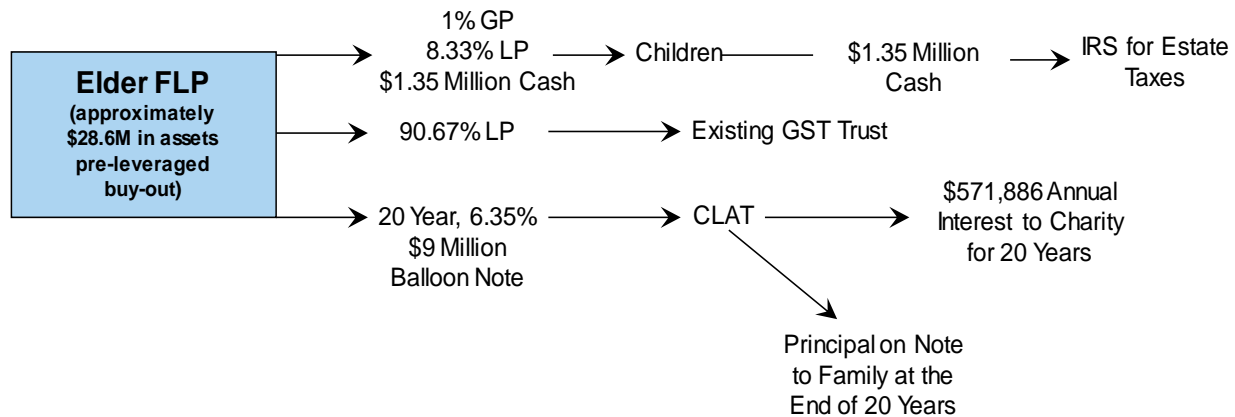 Elder FLP
(approximately
$28.6M in assets
pre-leveraged
buy-out)
1% GP
8.33% LP
$1.35 Million Cash
Children
$1.35 Million
Cash
IRS for Estate
Taxes
90.67% LP
Existing GST Trust
20 Year, 6.35%
$9 Million
Balloon Note
CLAT
$571,886 Annual
Interest to Charity
for 20 Years
Principal on Note
to Family at the
End of 20 Years